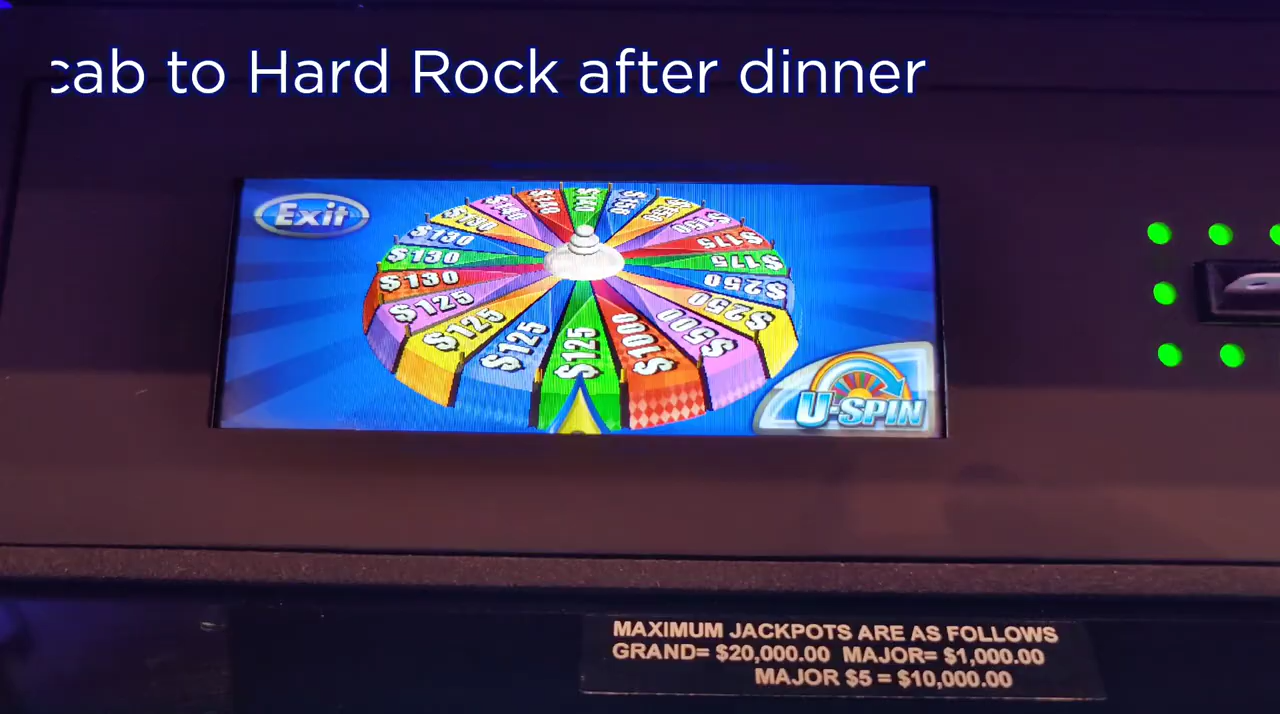 cab to Hard Rock after dinner
Exit
$130
$130
$130
$130
$125
$125
$125
$125
$1000
$500
$250
$250
$175
$175
U-SPIN
MAXIMUM JACKPOTS ARE AS FOLLOWS
GRAND= $20,000.00 MAJOR= $1,000.00
MAJOR $5 = $10,000.00